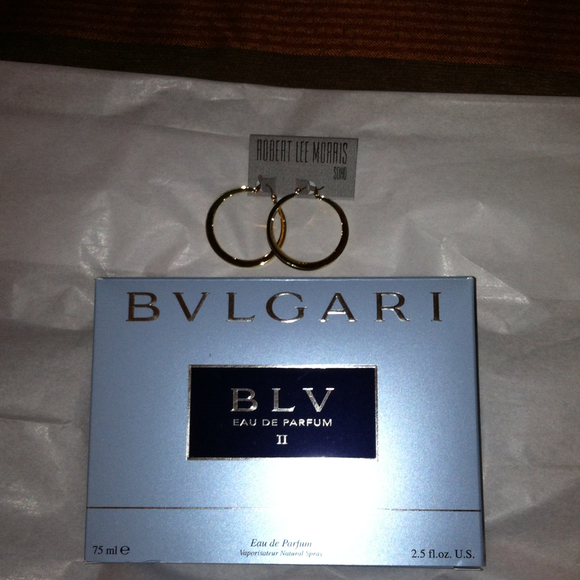 ROBERT LEE MORRIS
SOHO
BVLGARI
BLV
EAU DE PARFUM
II
Eau de Parfum
Vaporisateur Natural Spray
75 ml ℮
2.5 fl.oz. U.S.